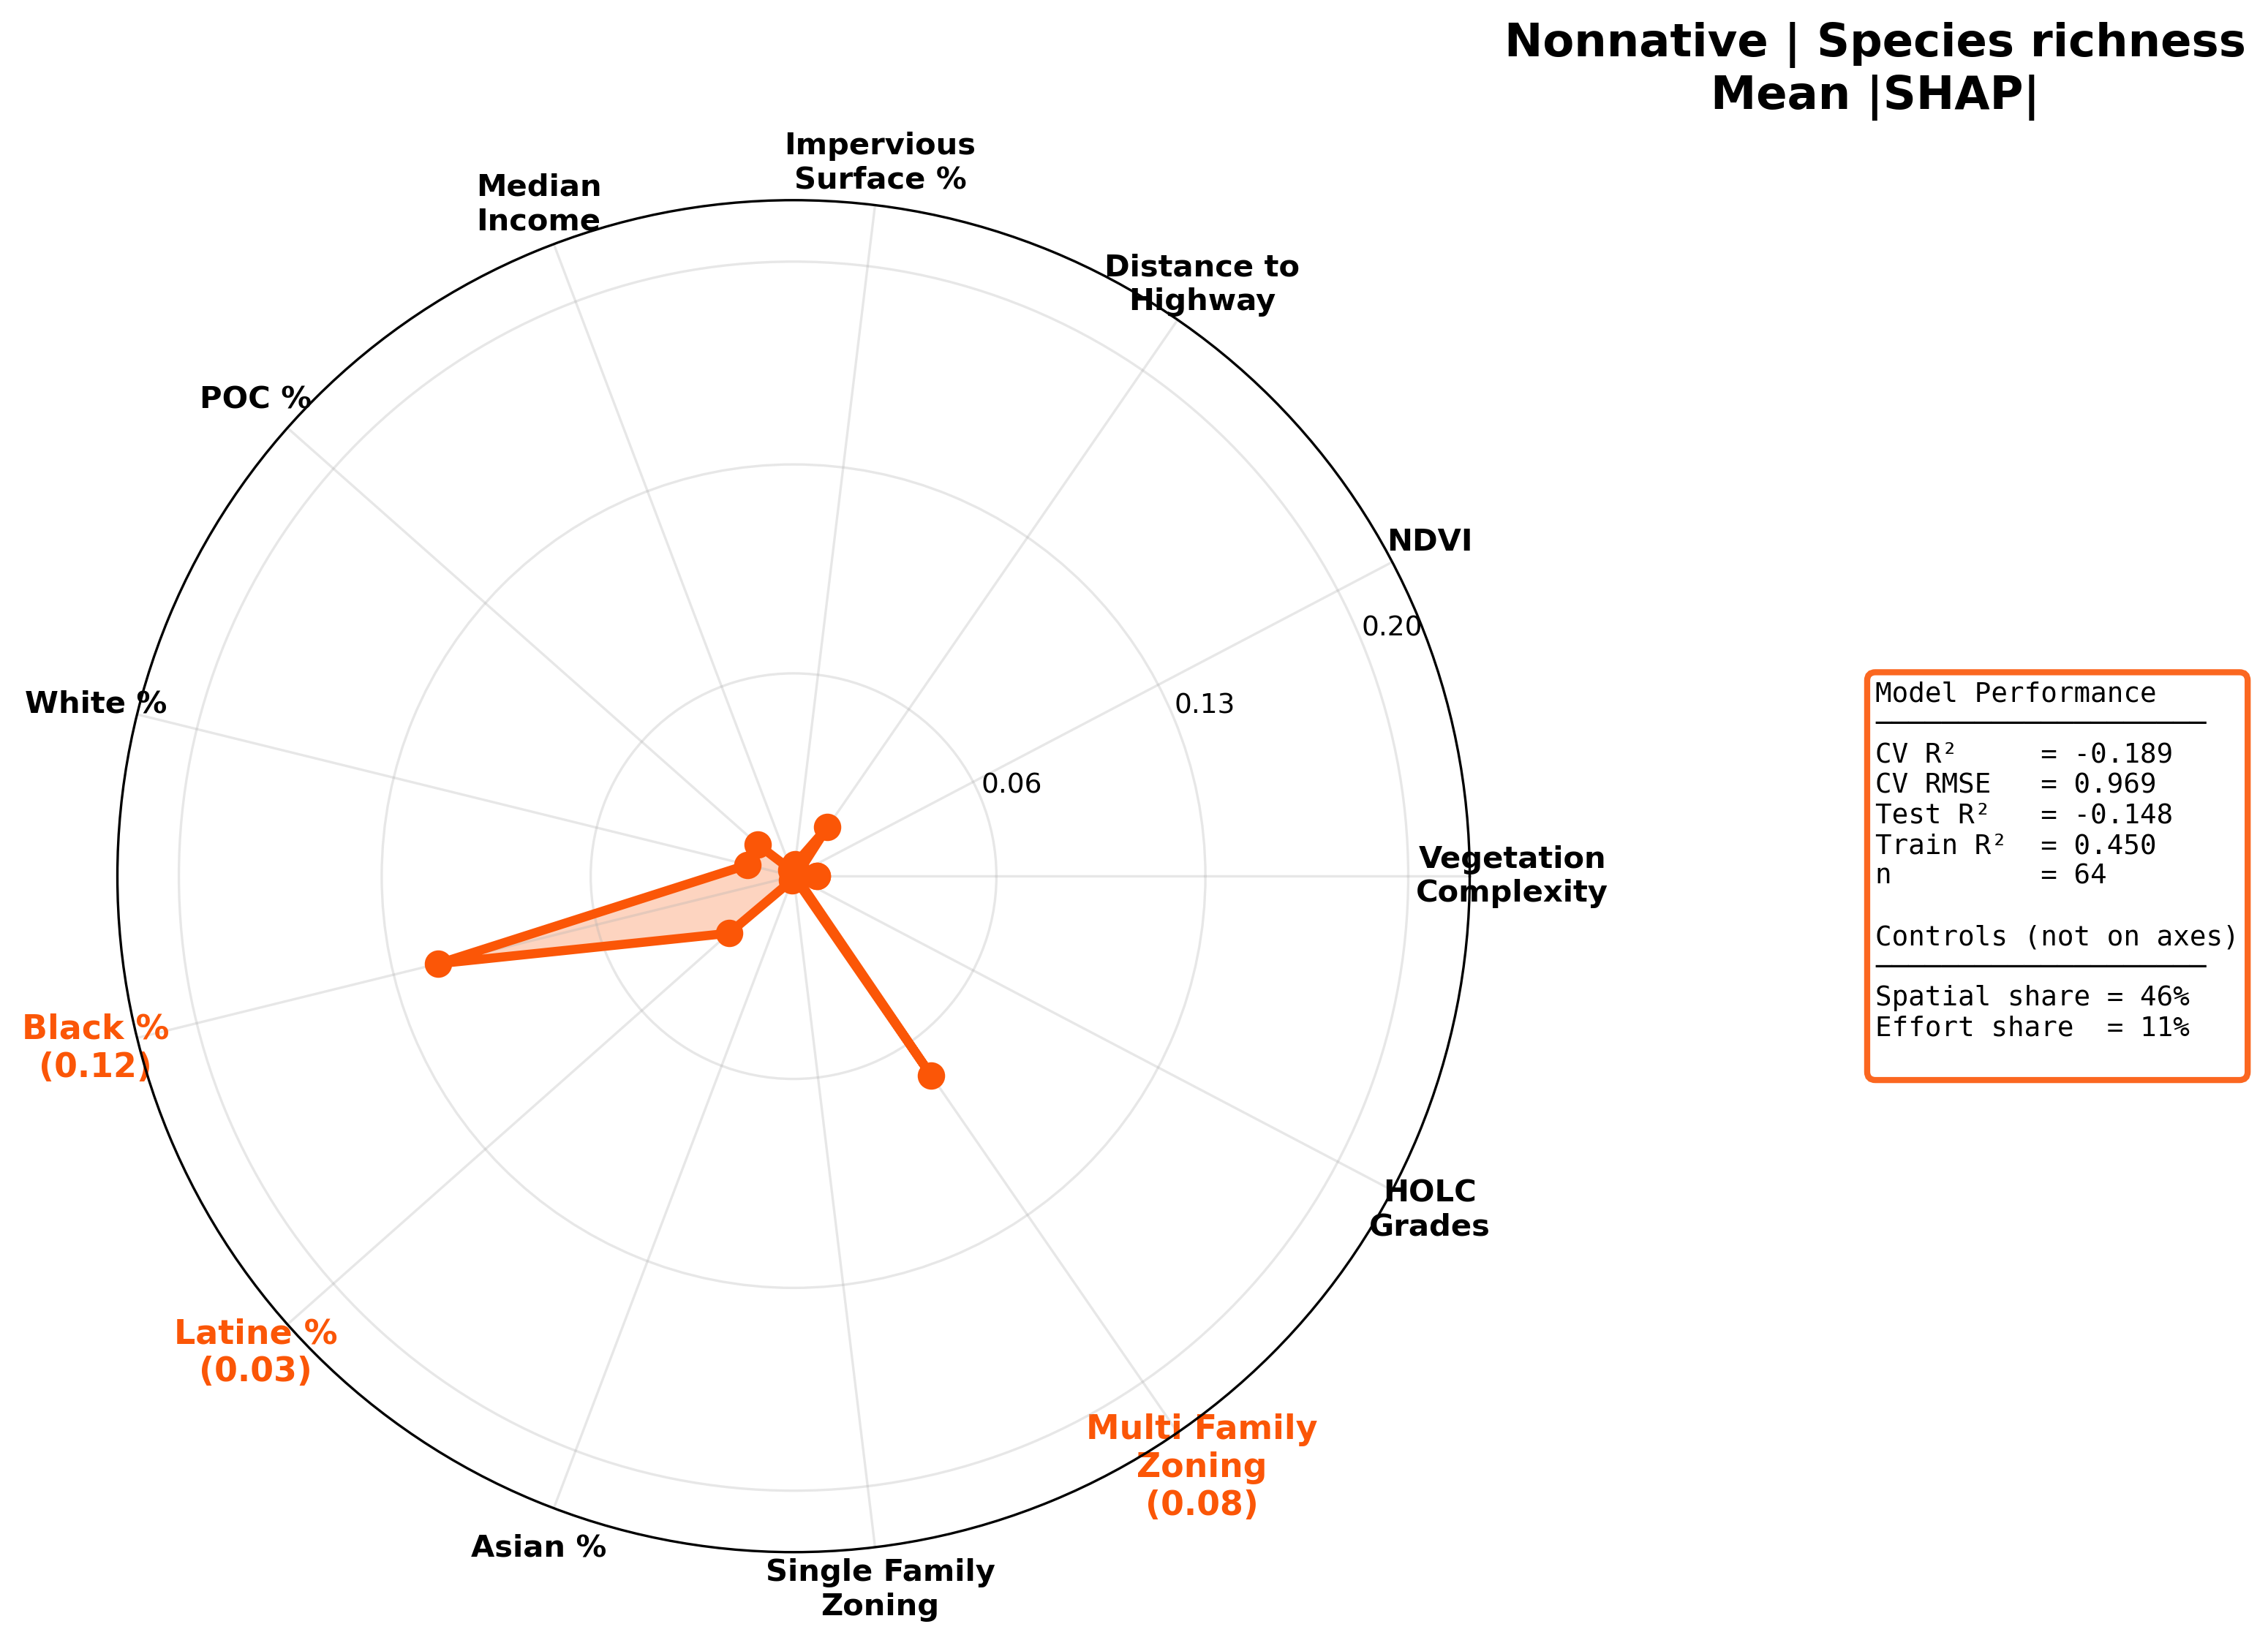 Nonnative | Species richness
Mean |SHAP|
Impervious
Surface %
Median
Income
Distance to
Highway
POC %
NDVI
0.20
White %
0.13
0.06
Vegetation
Complexity
Black %
(0.12)
HOLC
Grades
Latine %
(0.03)
Multi Family
Zoning
(0.08)
Asian %
Single Family
Zoning
Model Performance
CV R² = -0.189
CV RMSE = 0.969
Test R² = -0.148
Train R² = 0.450
n = 64
Controls (not on axes)
Spatial share = 46%
Effort share = 11%